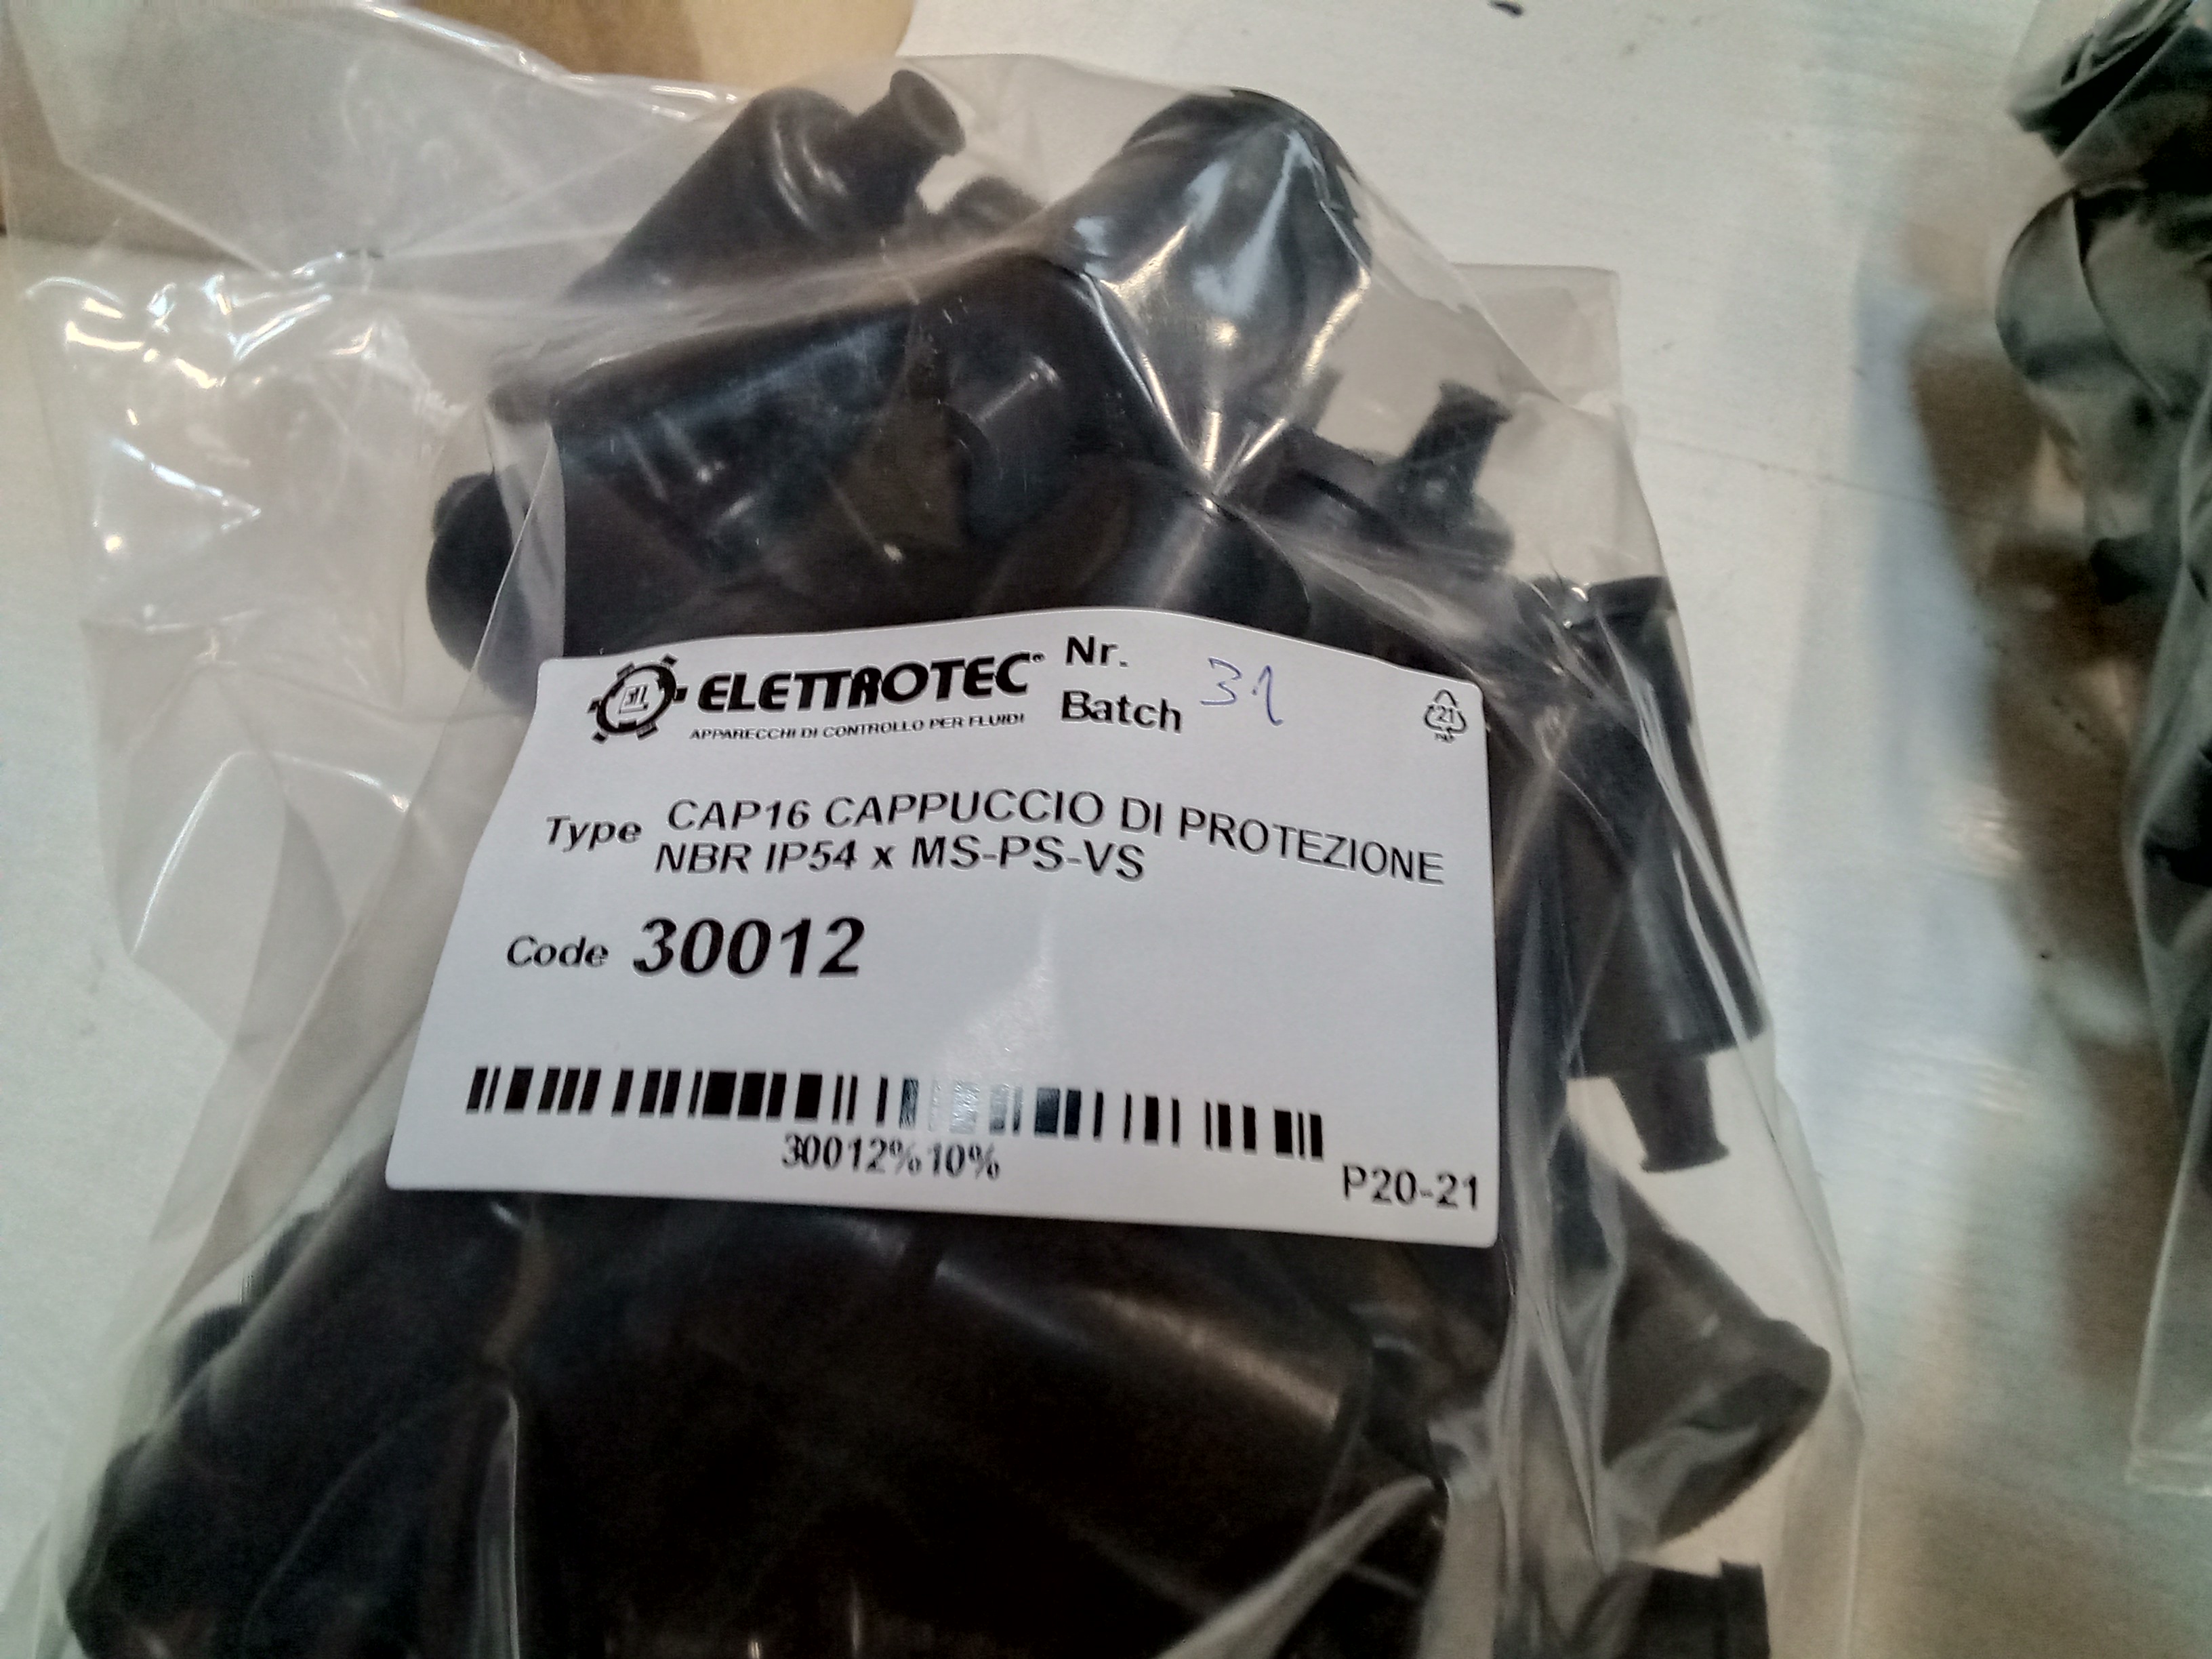 ELETTROTEC®
APPARECCHI DI CONTROLLO PER FLUIDI
Nr.
Batch 31
21
PAP
Type CAP16 CAPPUCCIO DI PROTEZIONE
NBR IP54 x MS-PS-VS
Code 30012
30012%10%
P20-21